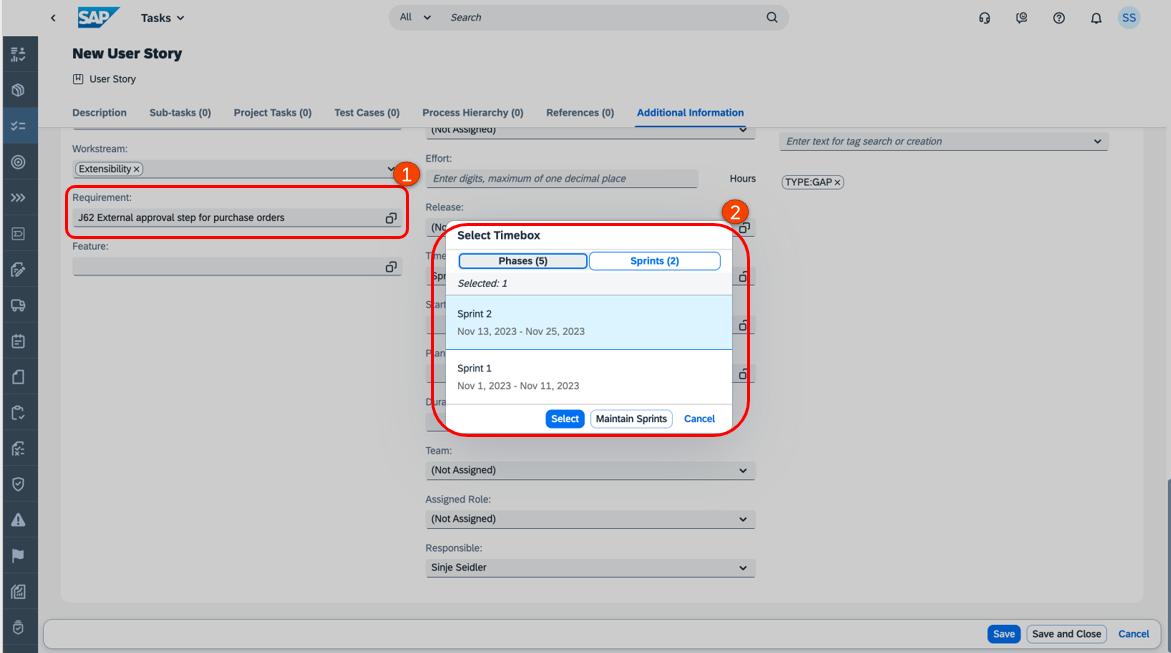 SAP Tasks All Search SS
New User Story
User Story
Description Sub-tasks (0) Project Tasks (0) Test Cases (0) Process Hierarchy (0) References (0) Additional Information
Workstream:
Extensibility ×
1
Requirement:
J62 External approval step for purchase orders
Feature:
(Not Assigned)
Effort:
Enter digits, maximum of one decimal place Hours
Release:
2
Select Timebox
Phases (5) Sprints (2)
Selected: 1
Sprint 2
Nov 13, 2023 - Nov 25, 2023
Sprint 1
Nov 1, 2023 - Nov 11, 2023
Select Maintain Sprints Cancel
Team:
(Not Assigned)
Assigned Role:
(Not Assigned)
Responsible:
Sinje Seidler
Enter text for tag search or creation
TYPE:GAP ×
Save Save and Close Cancel